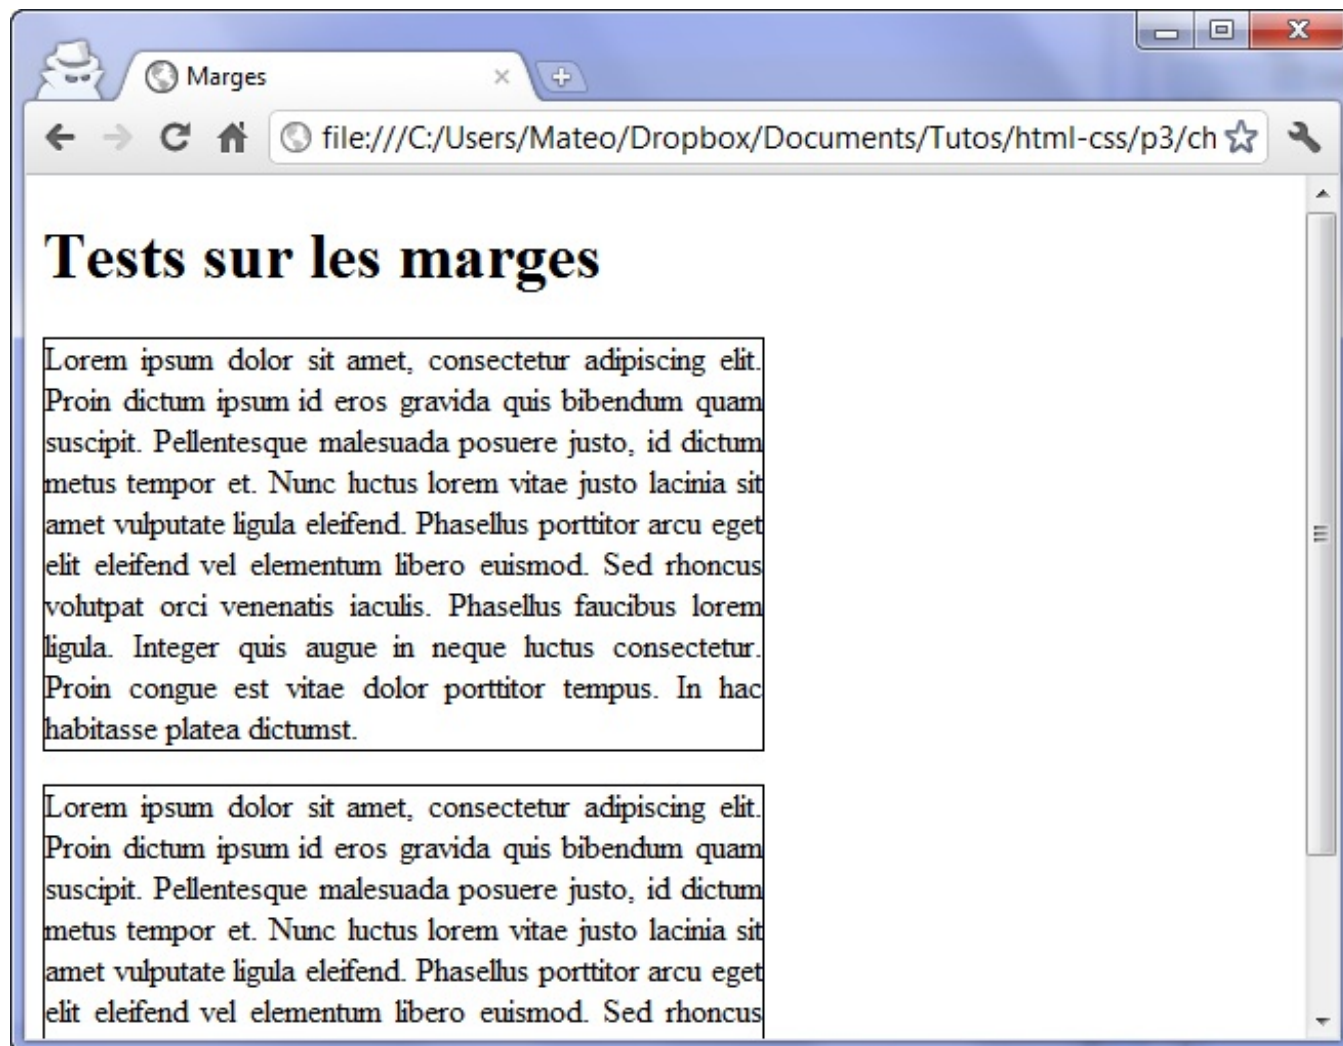 Marges
file:///C:/Users/Mateo/Dropbox/Documents/Tutos/html-css/p3/ch
Tests sur les marges
Lorem ipsum dolor sit amet, consectetur adipiscing elit.
Proin dictum ipsum id eros gravida quis bibendum quam
suscipit. Pellentesque malesuada posuere justo, id dictum
metus tempor et. Nunc luctus lorem vitae justo lacinia sit
amet vulputate ligula eleifend. Phasellus porttitor arcu eget
elit eleifend vel elementum libero euismod. Sed rhoncus
volutpat orci venenatis iaculis. Phasellus faucibus lorem
ligula. Integer quis augue in neque luctus consectetur.
Proin congue est vitae dolor porttitor tempus. In hac
habitasse platea dictumst.
Lorem ipsum dolor sit amet, consectetur adipiscing elit.
Proin dictum ipsum id eros gravida quis bibendum quam
suscipit. Pellentesque malesuada posuere justo, id dictum
metus tempor et. Nunc luctus lorem vitae justo lacinia sit
amet vulputate ligula eleifend. Phasellus porttitor arcu eget
elit eleifend vel elementum libero euismod. Sed rhoncus